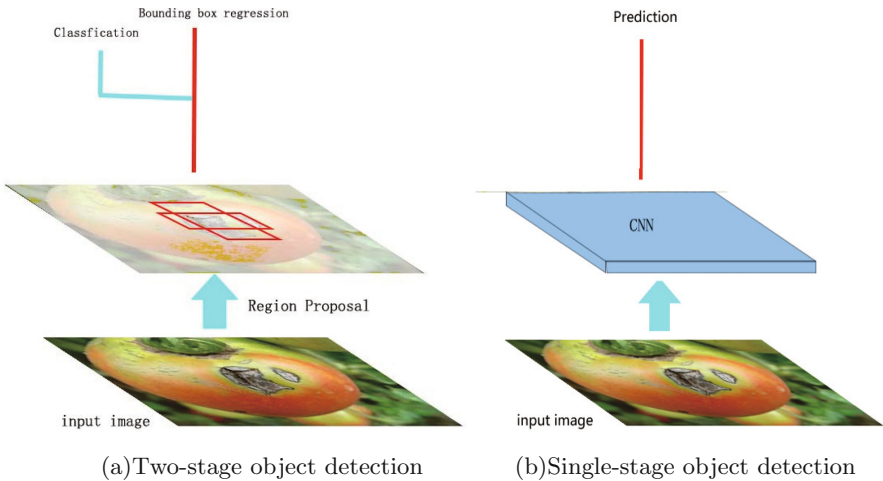 Bounding box regression
Classfication
Region Proposal
input image
(a)Two-stage object detection
Prediction
CNN
input image
(b)Single-stage object detection